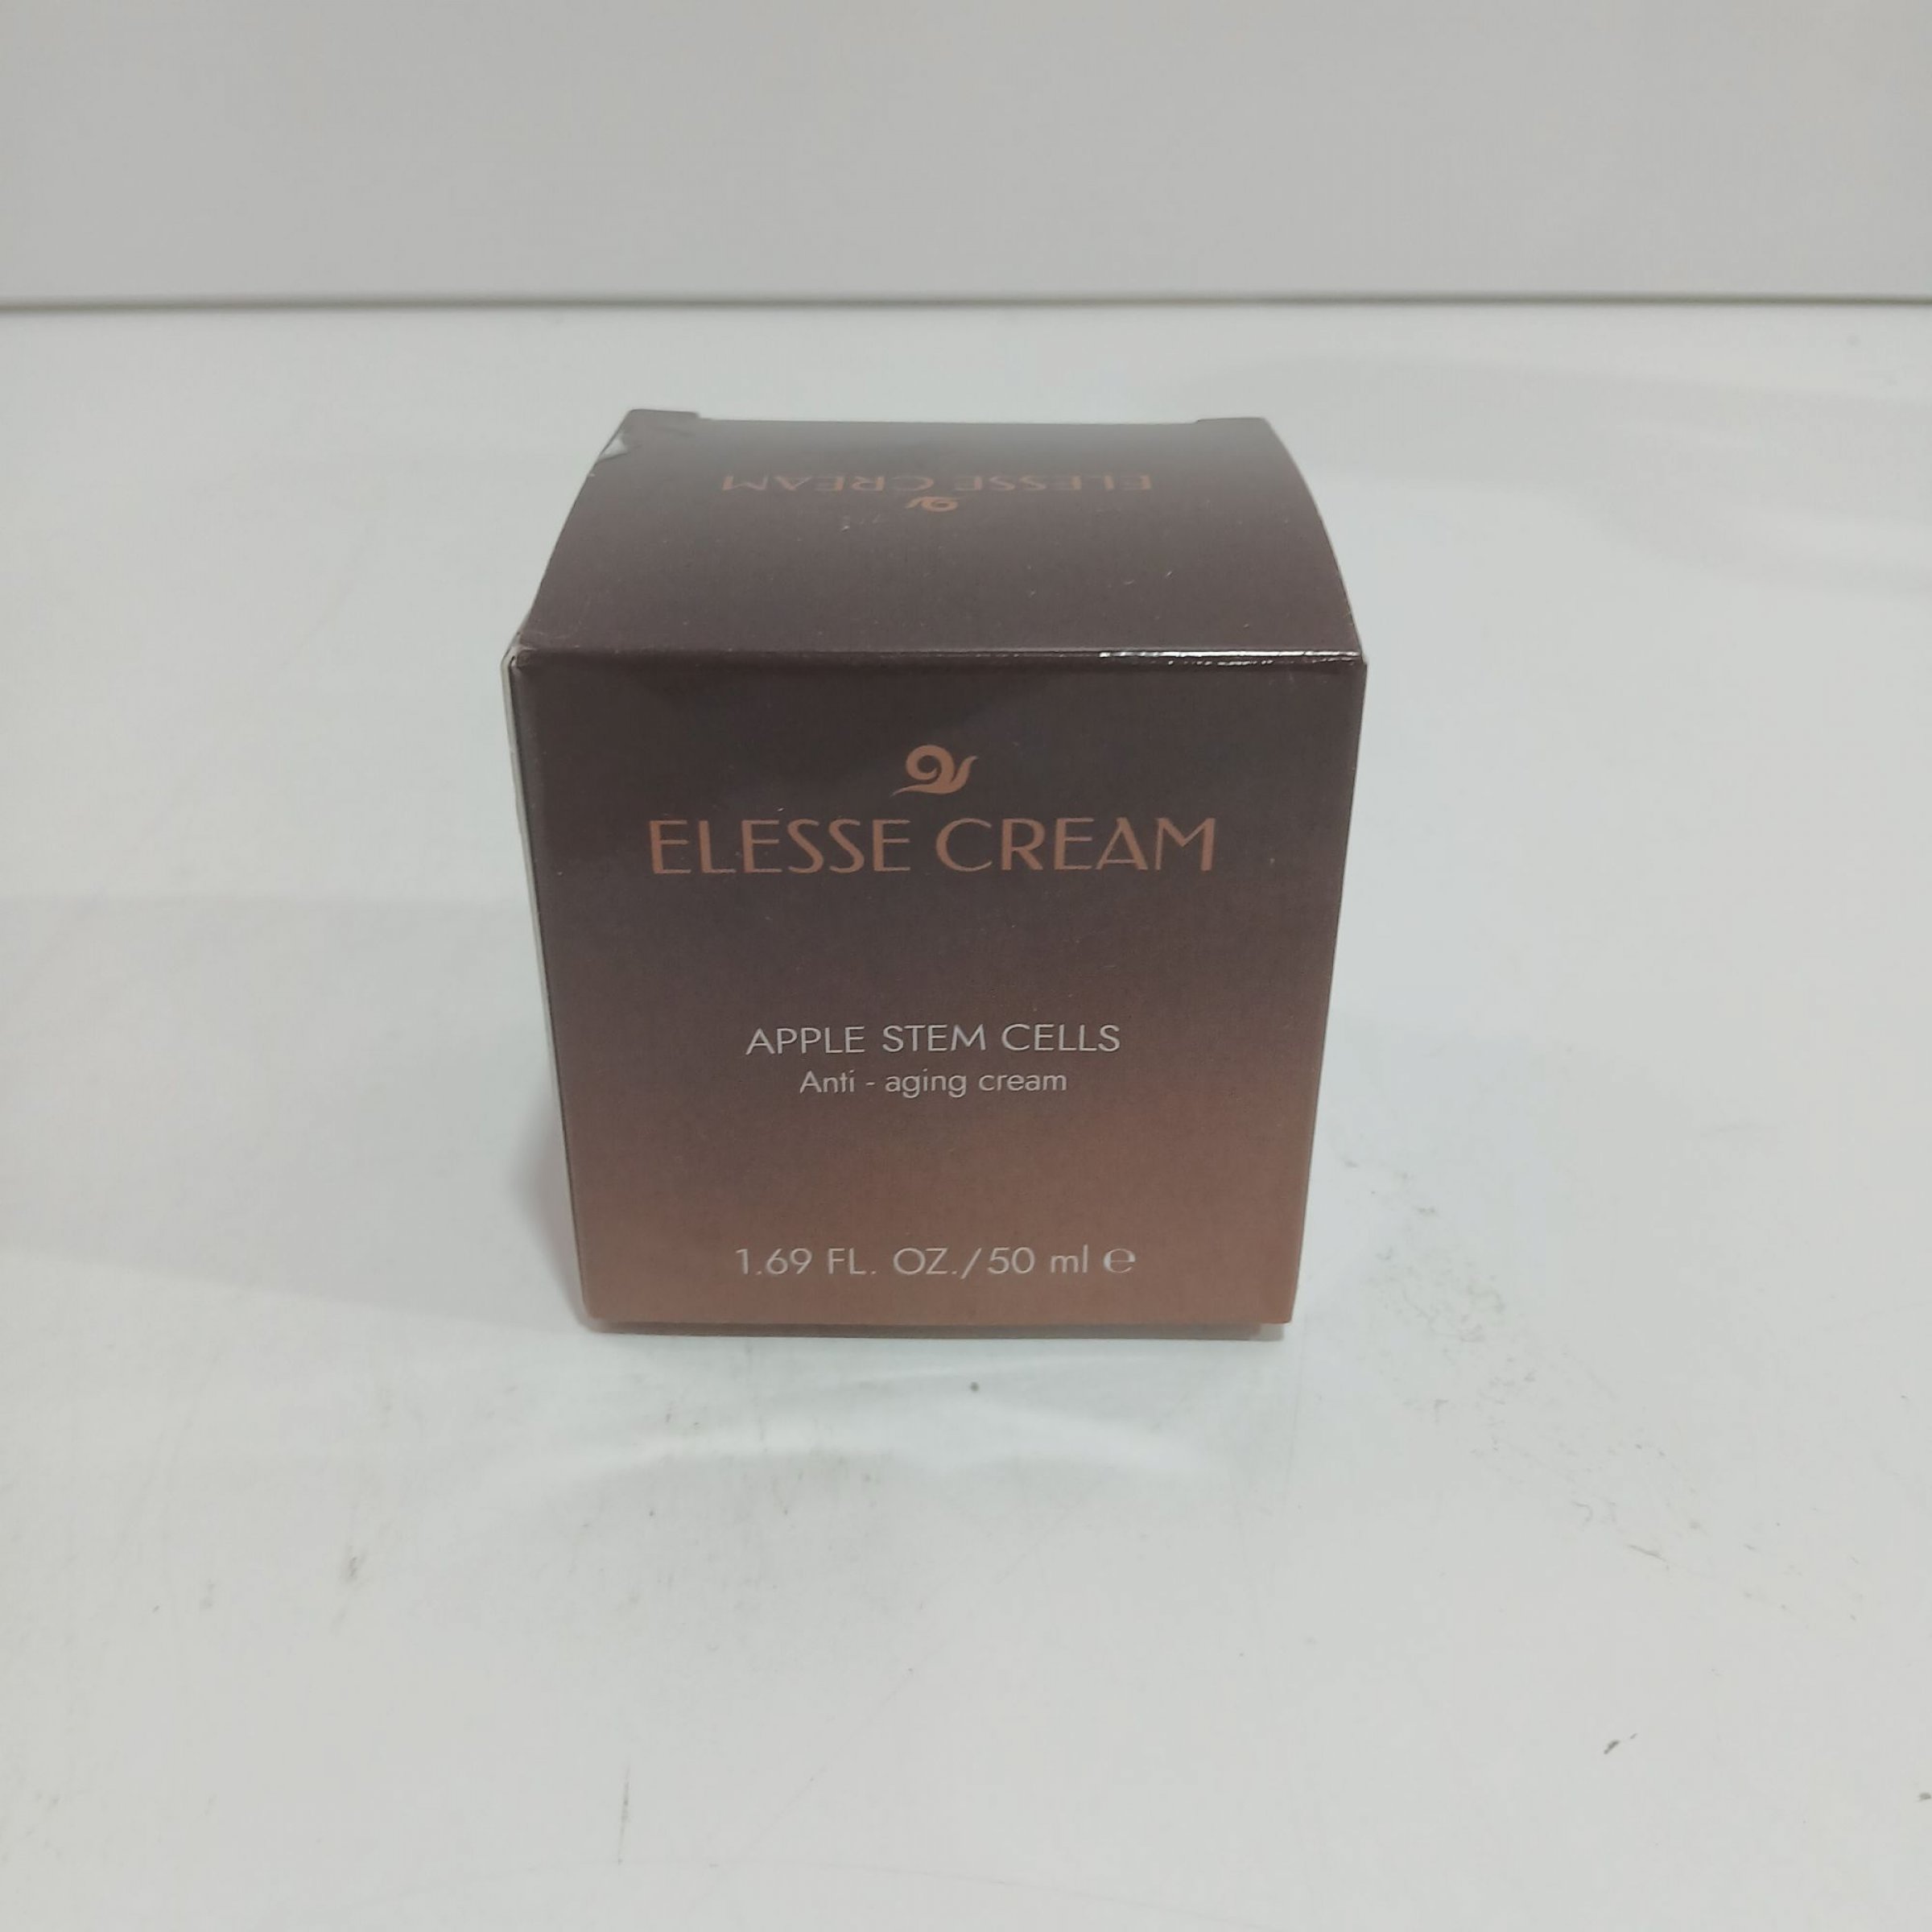 ELESSE CREAM
ELESSE CREAM
APPLE STEM CELLS
Anti - aging cream
1.69 FL. OZ./50 ml ℮